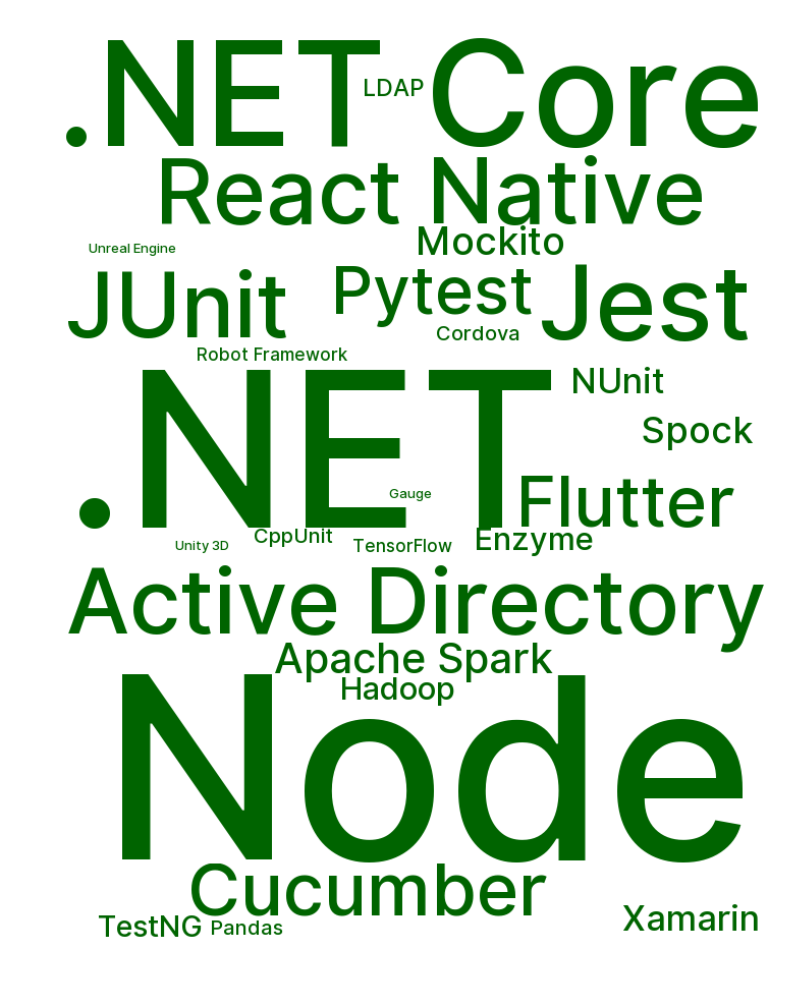 .NET Core
LDAP
React Native
Mockito
Unreal Engine
JUnit
Pytest
Jest
Cordova
Robot Framework
.NET
NUnit
Spock
Flutter
Gauge
CppUnit
Enzyme
Unity 3D
TensorFlow
Active Directory
Apache Spark
Hadoop
Node
Cucumber
TestNG
Pandas
Xamarin